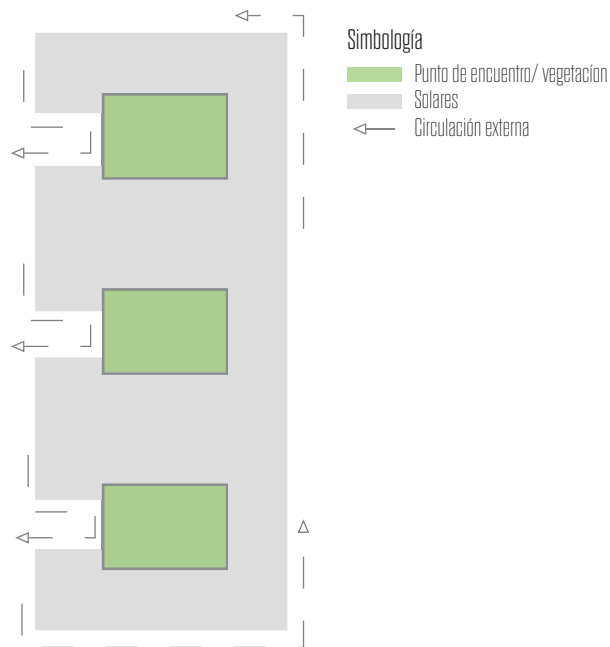 Simbología
Punto de encuentro/ vegetacíon
Solares
Circulación externa